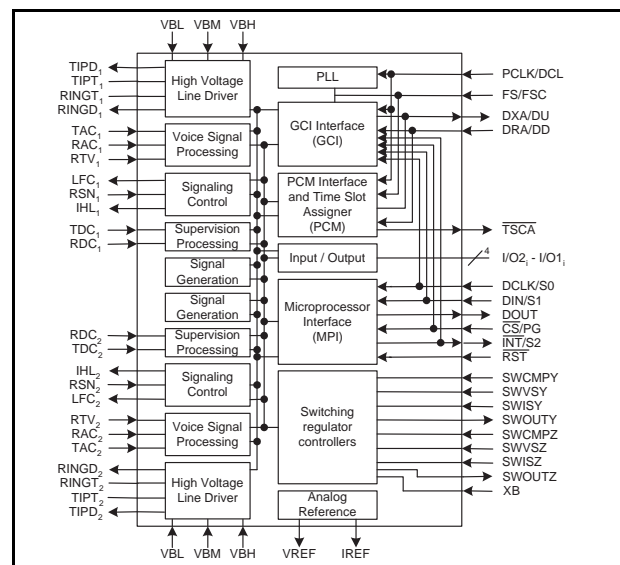 VBL VBM VBH
TIPD1
TIPT1
RINGT1
RINGD1
TAC1
RAC1
RTV1
LFC1
RSN1
IHL1
TDC1
RDC1
RDC2
TDC2
IHL2
RSN2
LFC2
RTV2
RAC2
TAC2
RINGD2
RINGT2
TIPT2
TIPD2
High Voltage
Line Driver
Voice Signal
Processing
Signaling
Control
Supervision
Processing
Signal
Generation
Signal
Generation
Supervision
Processing
Signaling
Control
Voice Signal
Processing
High Voltage
Line Driver
VBL VBM VBH
PLL
GCI Interface
(GCI)
PCM Interface
and Time Slot
Assigner
(PCM)
Input / Output
Microprocessor
Interface
(MPI)
Switching
regulator
controllers
Analog
Reference
VREF IREF
PCLK/DCL
FS/FSC
DXA/DU
DRA/DD
TSCA
4
I/O2i - I/O1i
DCLK/S0
DIN/S1
DOUT
CS/PG
INT/S2
RST
SWCMPY
SWVSY
SWISY
SWOUTY
SWCMPZ
SWVSZ
SWISZ
SWOUTZ
XB